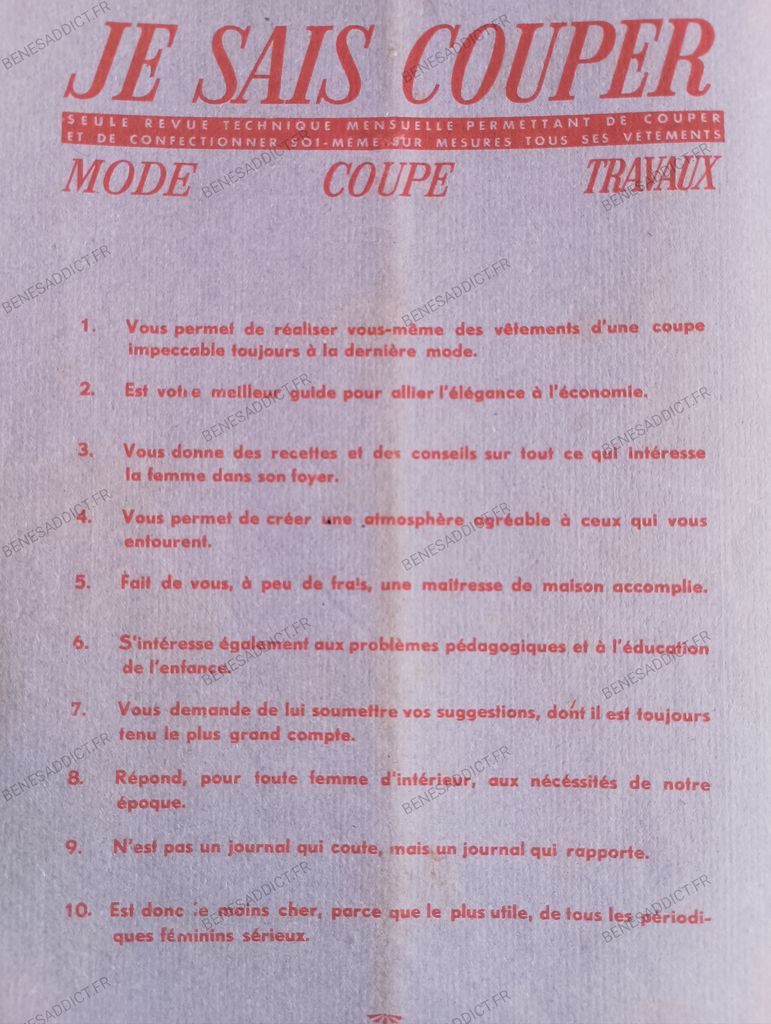 JE SAIS COUPER
SEULE REVUE TECHNIQUE MENSUELLE PERMETTANT DE COUPER
ET DE CONFECTIONNER SOI-MÊME SUR MESURES TOUS SES VÊTEMENTS
MODE COUPE TRAVAUX
1. Vous permet de réaliser vous-même des vêtements d'une coupe
impeccable toujours à la dernière mode.
2. Est votre meilleur guide pour allier l'élégance à l'économie.
3. Vous donne des recettes et des conseils sur tout ce qui intéresse
la femme dans son foyer.
4. Vous permet de créer une atmosphère agréable à ceux qui vous
entourent.
5. Fait de vous, à peu de frais, une maîtresse de maison accomplie.
6. S'intéresse également aux problèmes pédagogiques et à l'éducation
de l'enfance.
7. Vous demande de lui soumettre vos suggestions, dont il est toujours
tenu le plus grand compte.
8. Répond, pour toute femme d'intérieur, aux nécéssités de notre
époque.
9. N'est pas un journal qui coute, mais un journal qui rapporte.
10. Est donc le moins cher, parce que le plus utile, de tous les périodi-
ques féminins sérieux.
BENESADDICT.FR